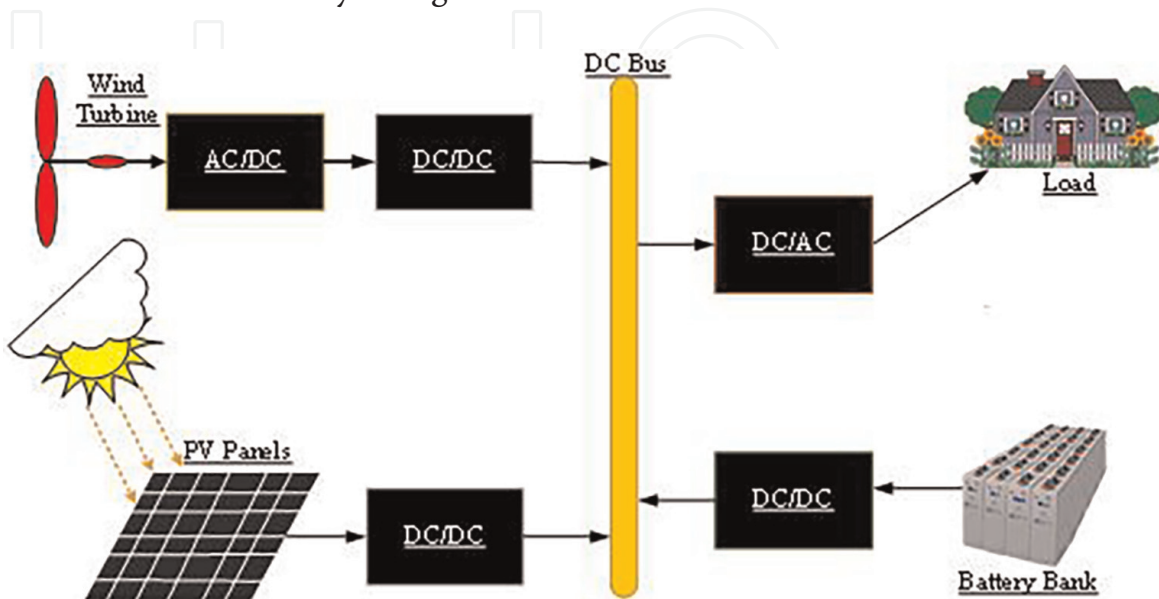 DC Bus
Wind
Turbine
AC/DC
DC/DC
Load
DC/AC
PV Panels
DC/DC
DC/DC
Battery Bank